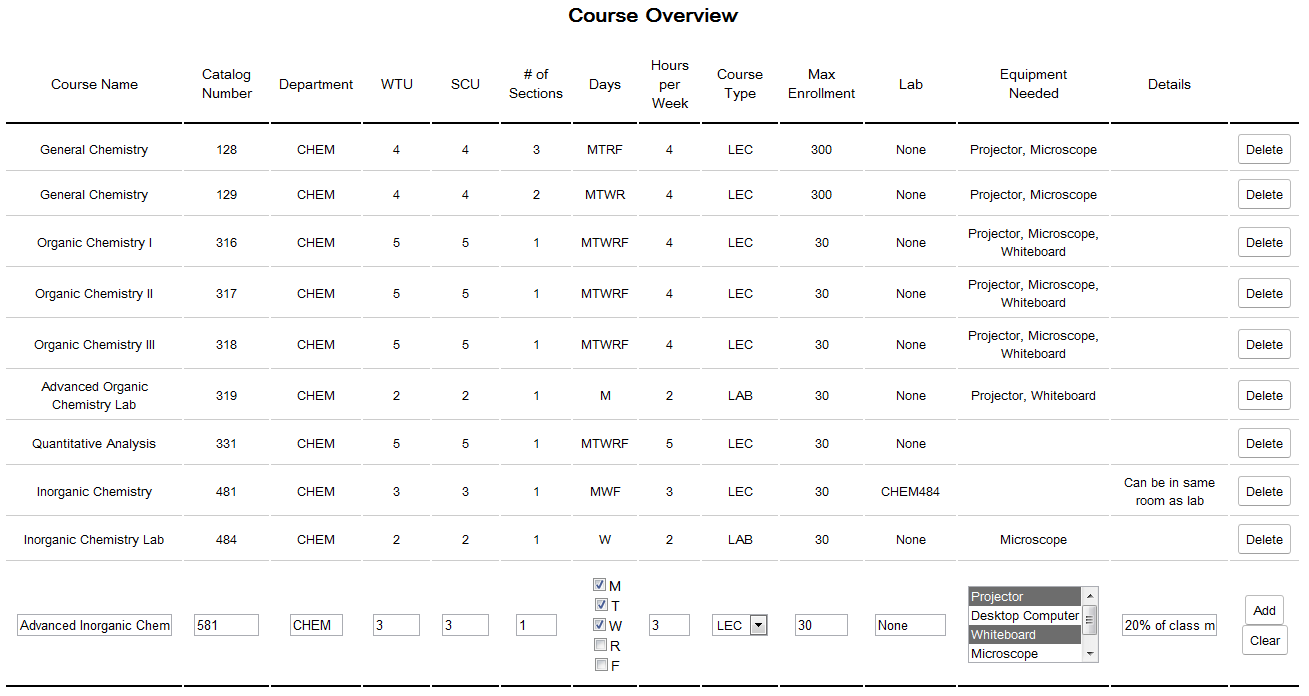 Course Overview
Course Name Catalog Number Department WTU SCU # of Sections Days Hours per Week Course Type Max Enrollment Lab Equipment Needed Details
General Chemistry 128 CHEM 4 4 3 MTRF 4 LEC 300 None Projector, Microscope Delete
General Chemistry 129 CHEM 4 4 2 MTWR 4 LEC 300 None Projector, Microscope Delete
Organic Chemistry I 316 CHEM 5 5 1 MTWRF 4 LEC 30 None Projector, Microscope, Whiteboard Delete
Organic Chemistry II 317 CHEM 5 5 1 MTWRF 4 LEC 30 None Projector, Microscope, Whiteboard Delete
Organic Chemistry III 318 CHEM 5 5 1 MTWRF 4 LEC 30 None Projector, Microscope, Whiteboard Delete
Advanced Organic Chemistry Lab 319 CHEM 2 2 1 M 2 LAB 30 None Projector, Whiteboard Delete
Quantitative Analysis 331 CHEM 5 5 1 MTWRF 5 LEC 30 None Delete
Inorganic Chemistry 481 CHEM 3 3 1 MWF 3 LEC 30 CHEM484 Can be in same room as lab Delete
Inorganic Chemistry Lab 484 CHEM 2 2 1 W 2 LAB 30 None Microscope Delete
Advanced Inorganic Chem 581 CHEM 3 3 1 M T W R F 3 LEC 30 None Projector Desktop Computer Whiteboard Microscope 20% of class m Add Clear